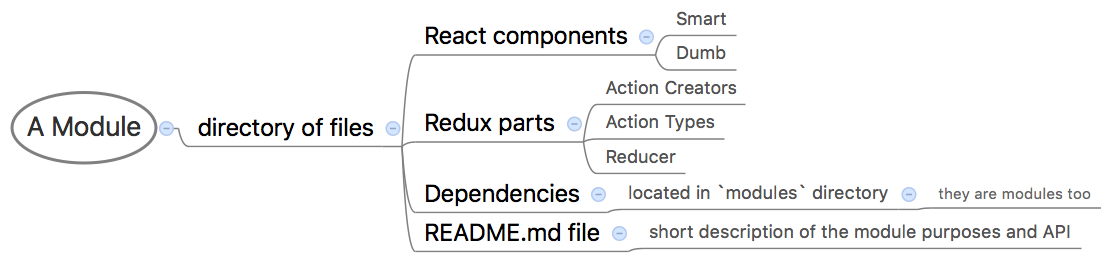 A Module
directory of files
React components
Smart
Dumb
Redux parts
Action Creators
Action Types
Reducer
Dependencies
located in `modules` directory
they are modules too
README.md file
short description of the module purposes and API